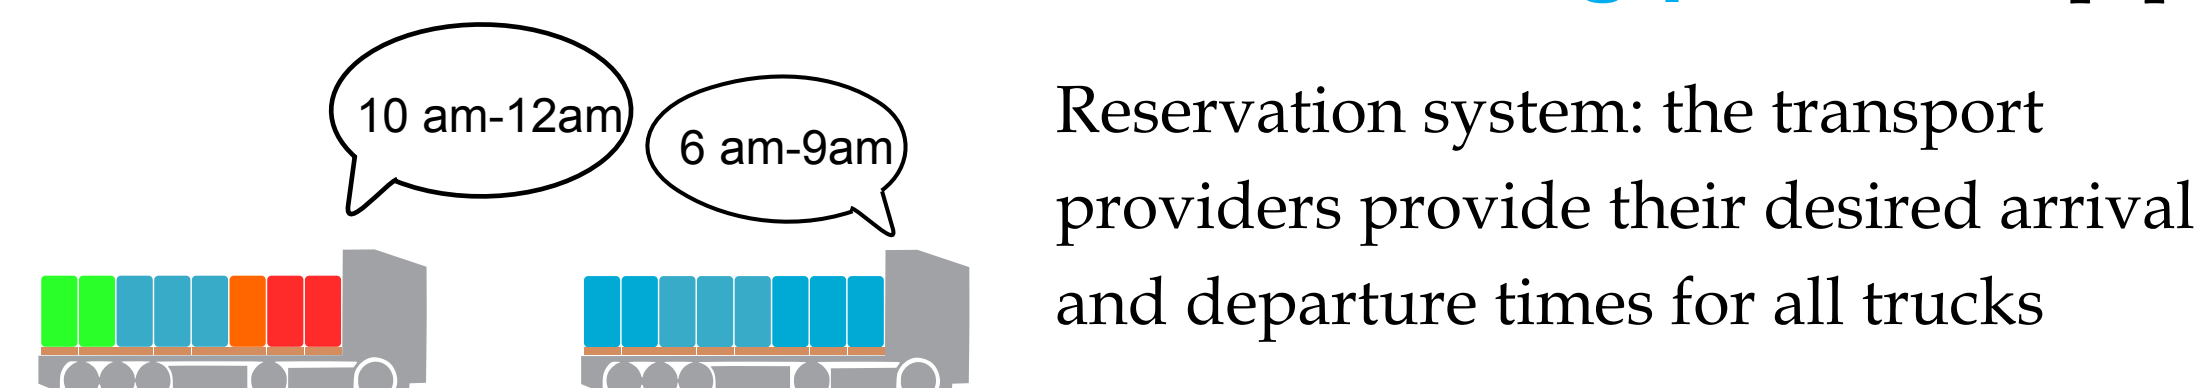 10 am-12am
6 am-9am
Reservation system: the transport
providers provide their desired arrival
and departure times for all trucks